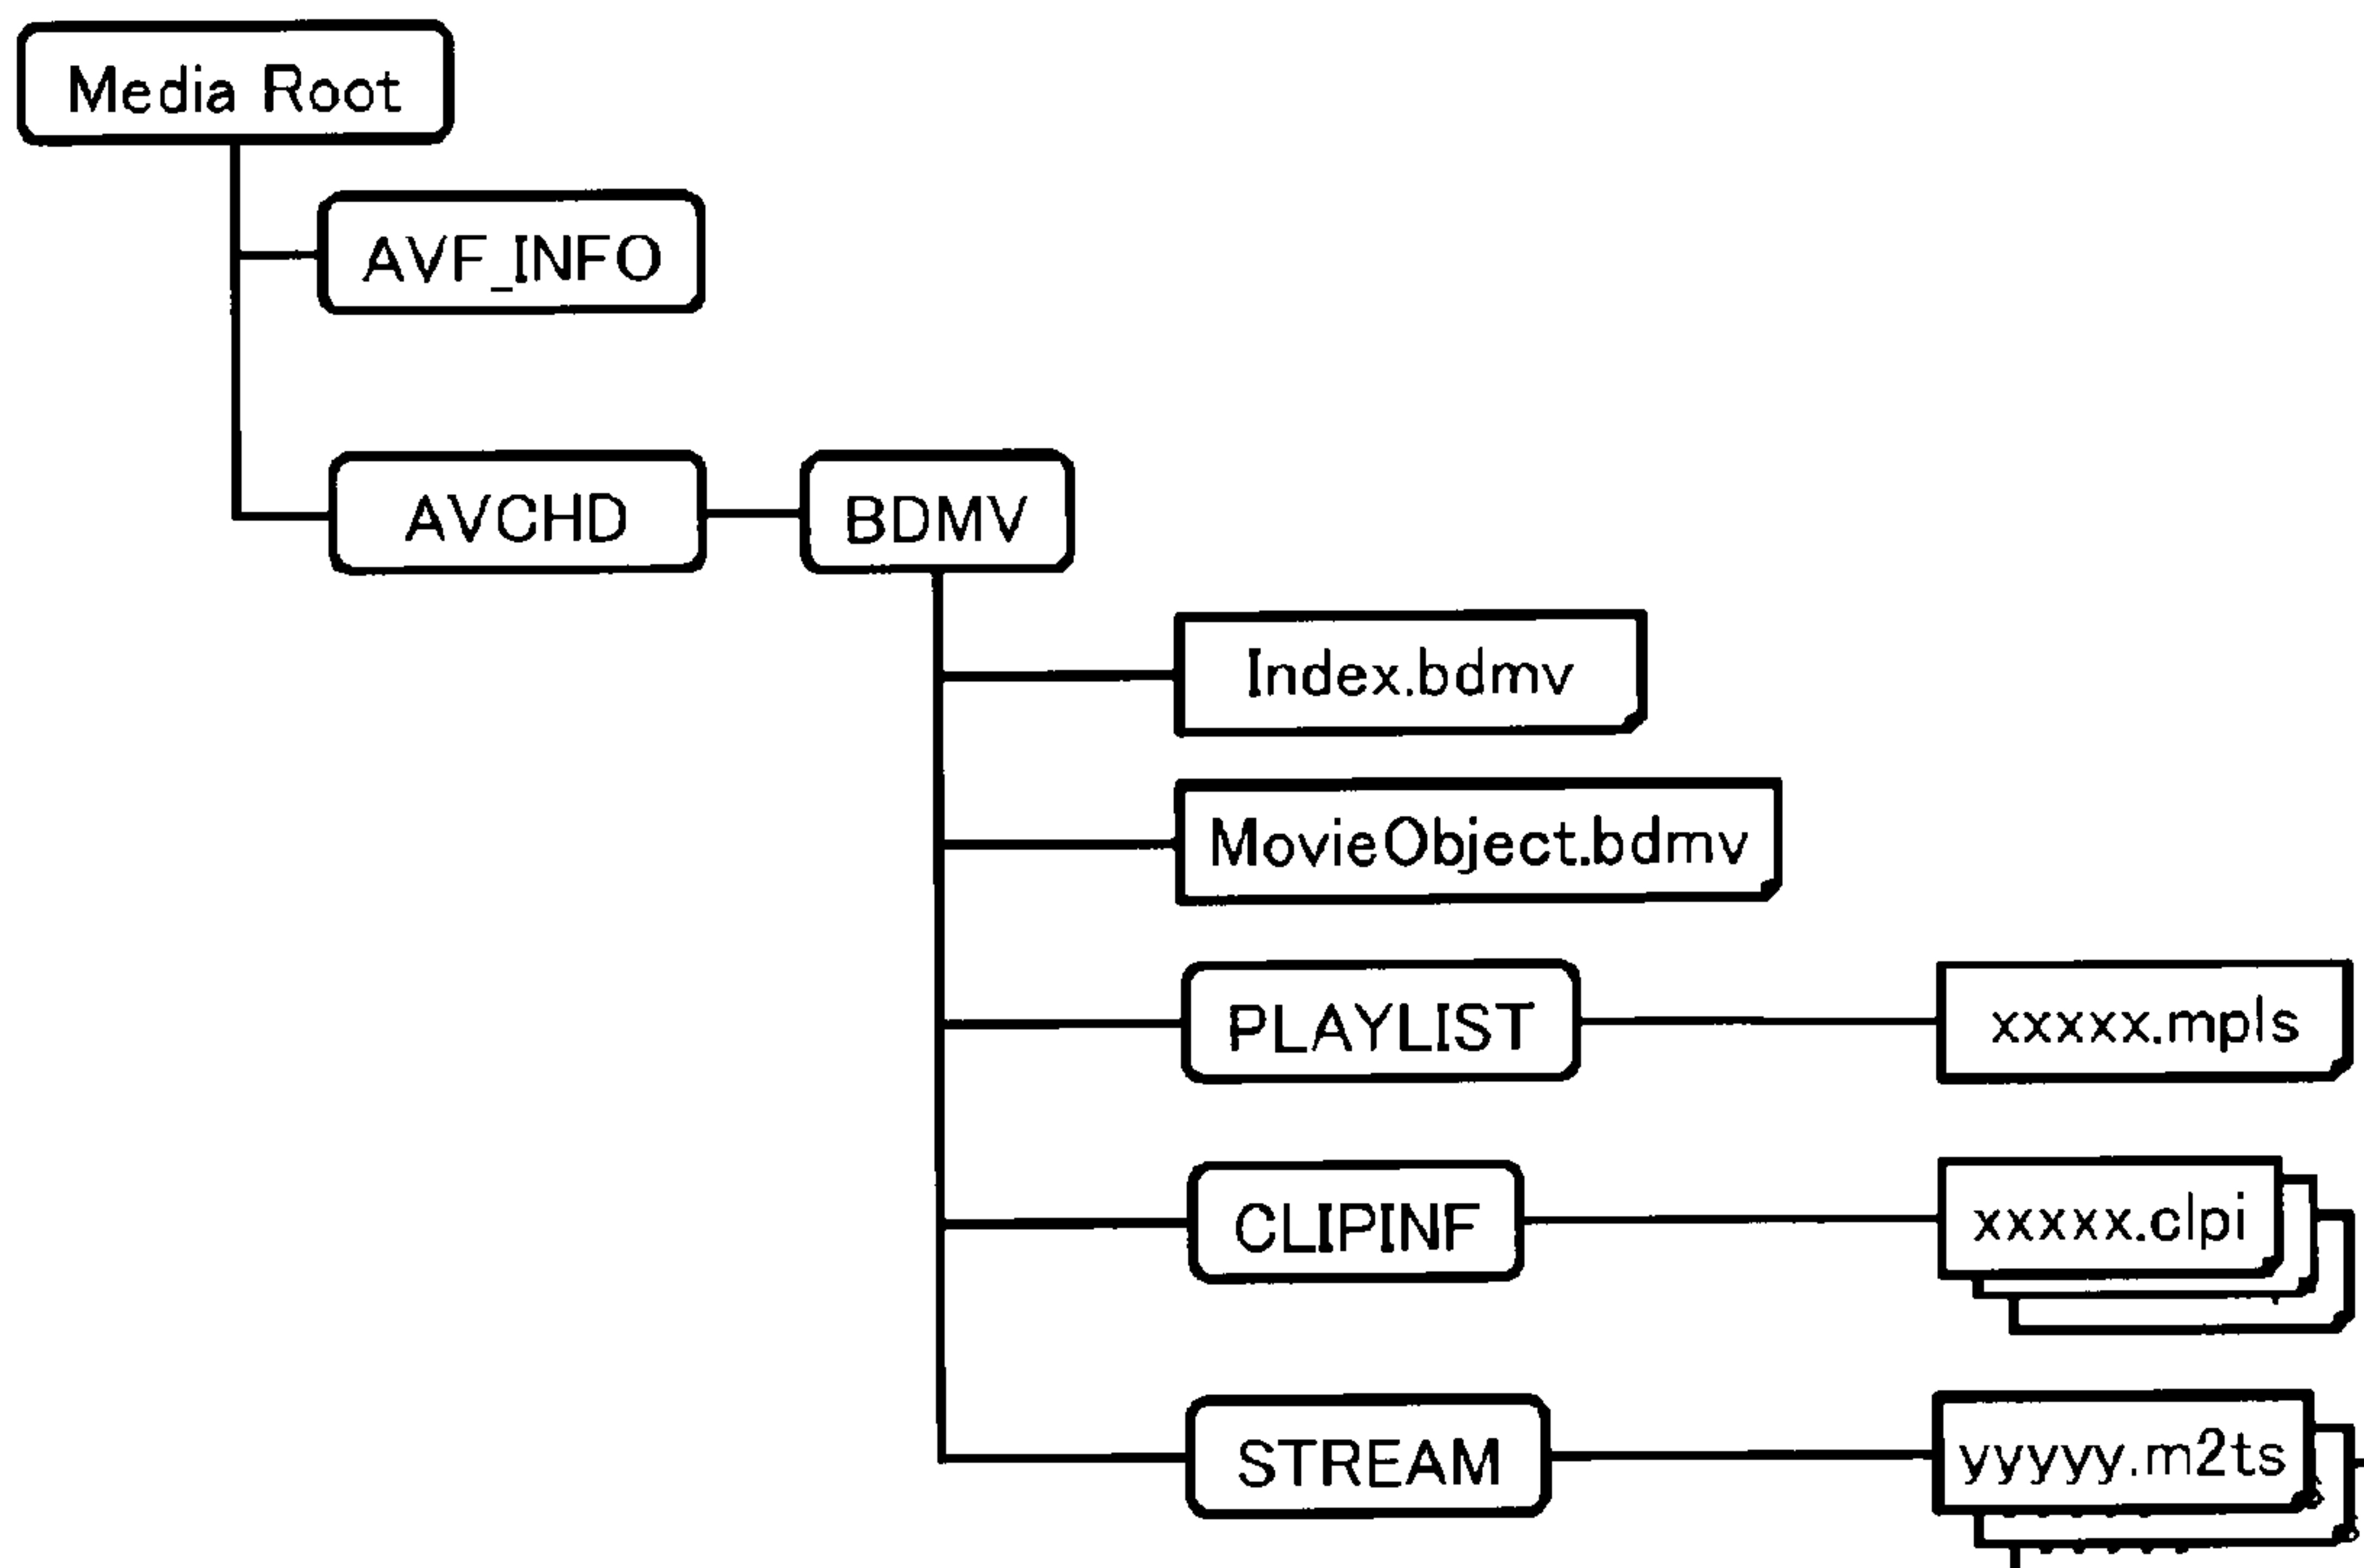 Media Root
AVF_INFO
AVCHD
BDMV
Index.bdmv
MovieObject.bdmv
PLAYLIST
xxxxx.mpls
CLIPINF
xxxxx.clpi
STREAM
yyyyy.m2ts